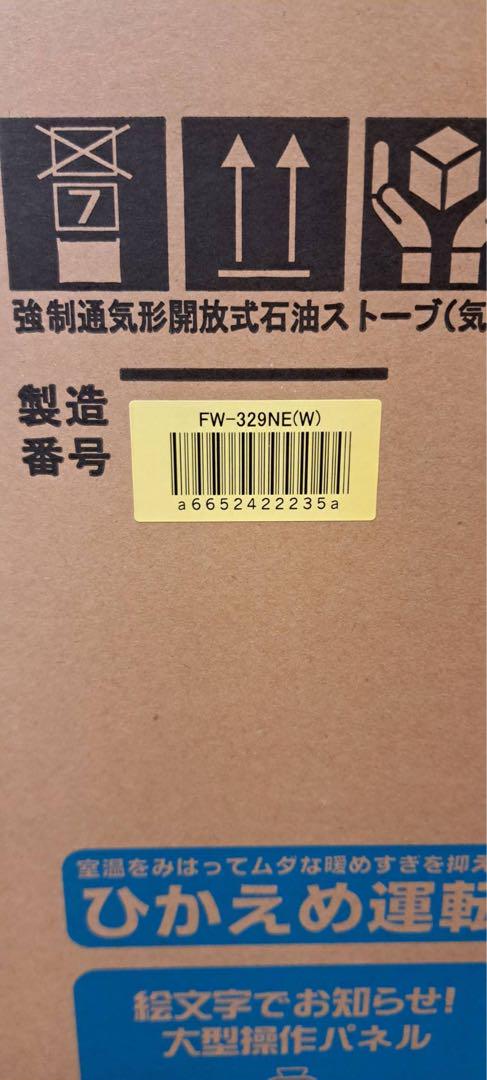 7
強制通気形開放式石油ストーブ(気
製造
番号
FW-329NE(W)
a6652422235a
室温をみはってムダな暖めすぎを抑え
ひかえめ運転
絵文字でお知らせ!
大型操作パネル